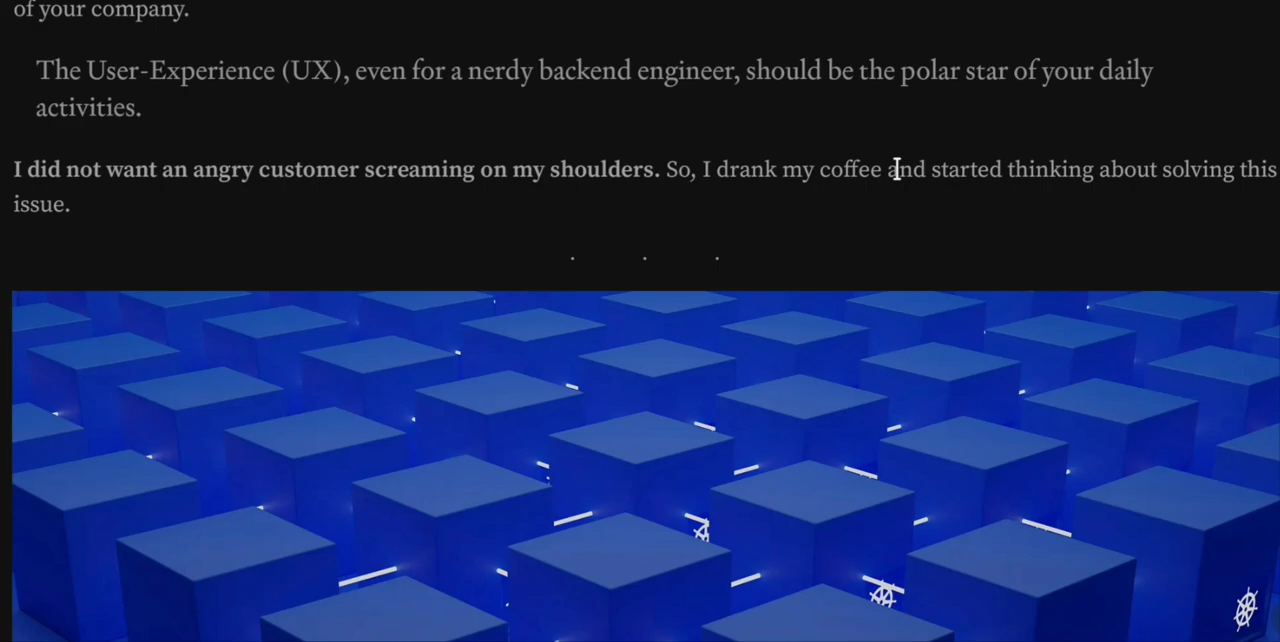 of your company.
The User-Experience (UX), even for a nerdy backend engineer, should be the polar star of your daily
activities.
I did not want an angry customer screaming on my shoulders. So, I drank my coffee and started thinking about solving this
issue.
. . .